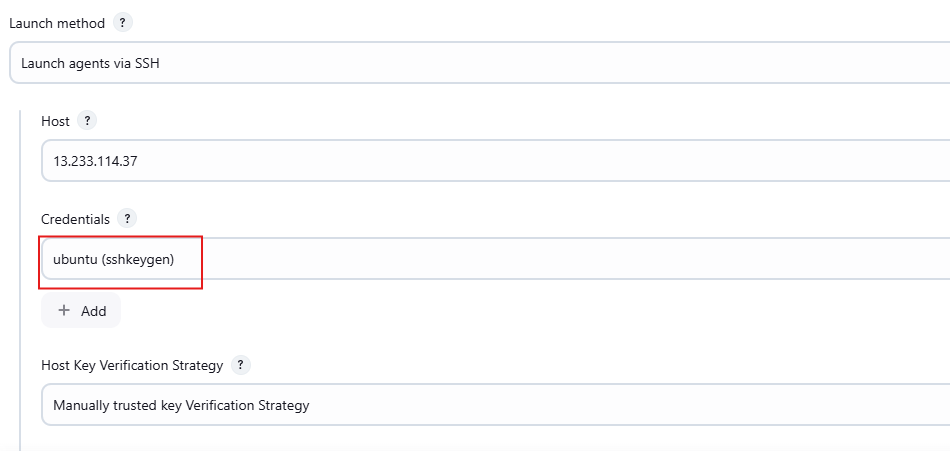 Launch method ?
Launch agents via SSH
Host ?
13.233.114.37
Credentials ?
ubuntu (sshkeygen)
+ Add
Host Key Verification Strategy ?
Manually trusted key Verification Strategy